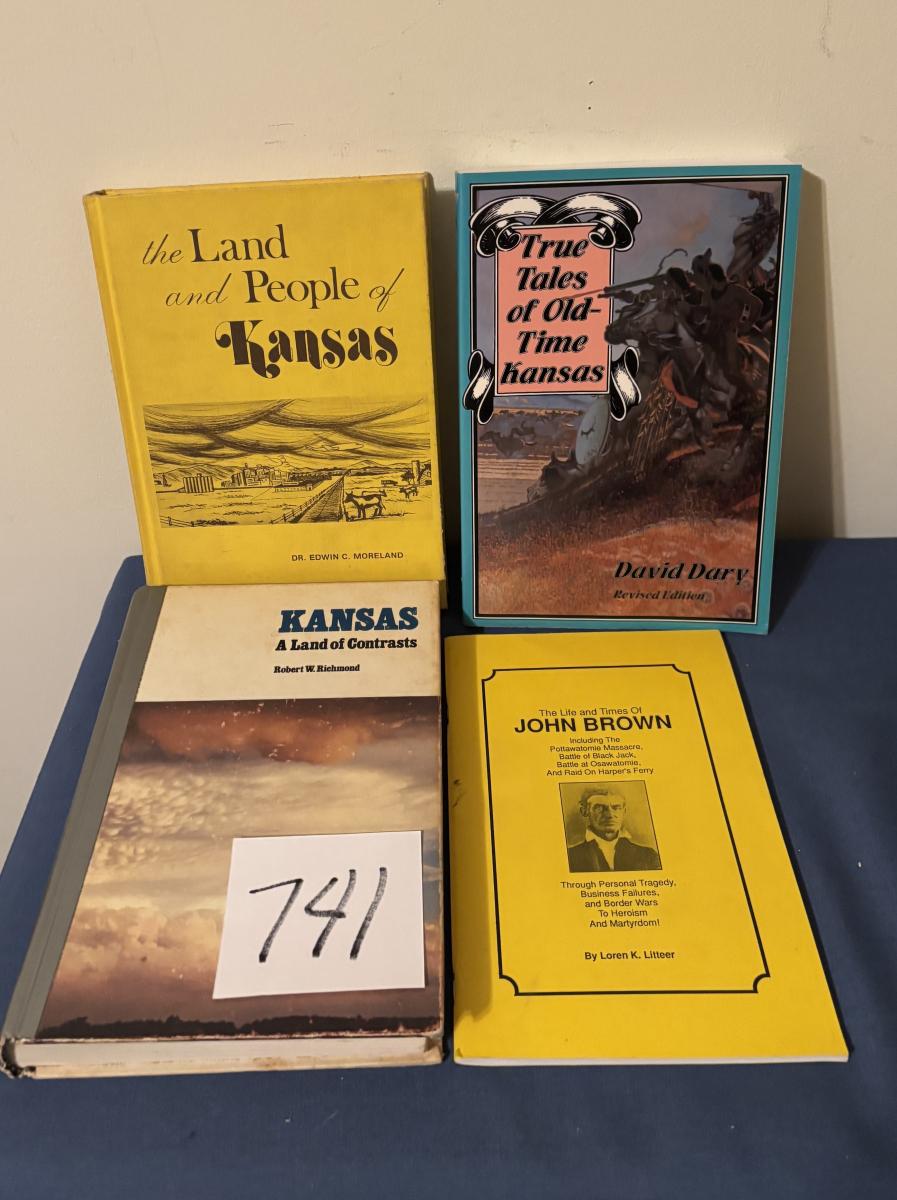 the Land
and People of
Kansas
DR. EDWIN C. MORELAND
True
Tales
of Old-
Time
Kansas
David Dary
Revised Edition
KANSAS
A Land of Contrasts
Robert W. Richmond
741
The Life and Times Of
JOHN BROWN
Including The
Pottawatomie Massacre,
Battle of Black Jack,
Battle at Osawatomie,
And Raid On Harper's Ferry
Through Personal Tragedy,
Business Failures,
and Border Wars
To Heroism
And Martyrdom!
By Loren K. Litteer